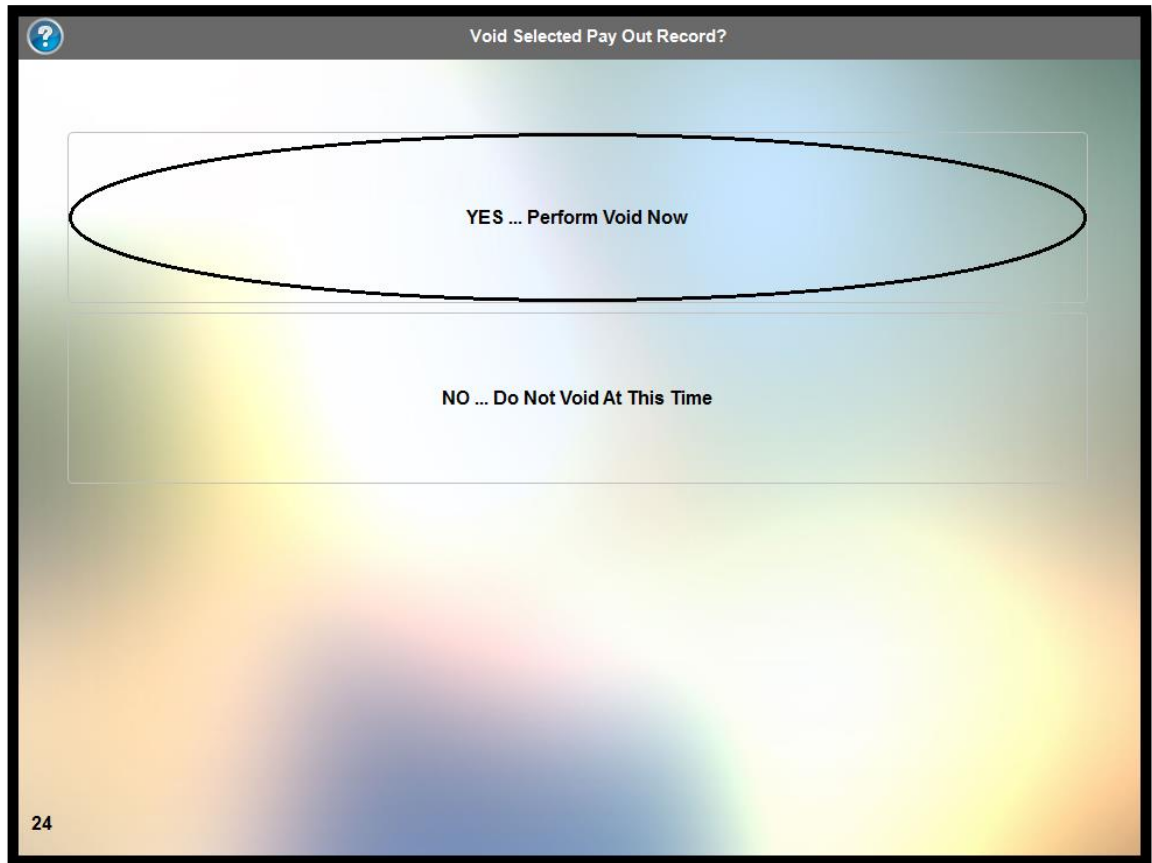 ?
Void Selected Pay Out Record?
YES ... Perform Void Now
NO ... Do Not Void At This Time
24